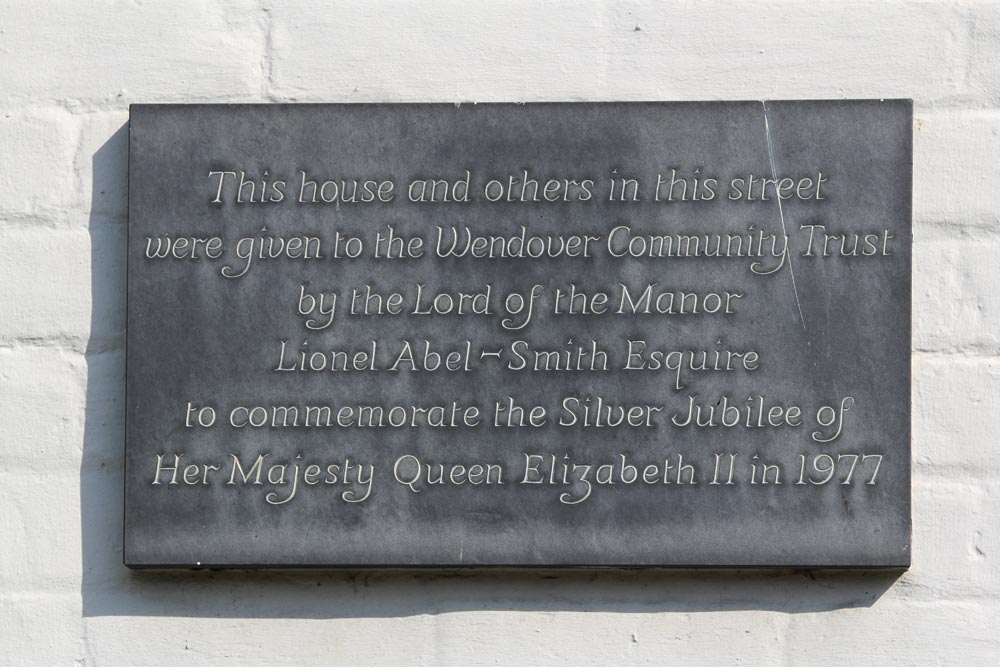 This house and others in this street
were given to the Wendover Community Trust
by the Lord of the Manor
Lionel Abel-Smith Esquire
to commemorate the Silver Jubilee of
Her Majesty Queen Elizabeth II in 1977